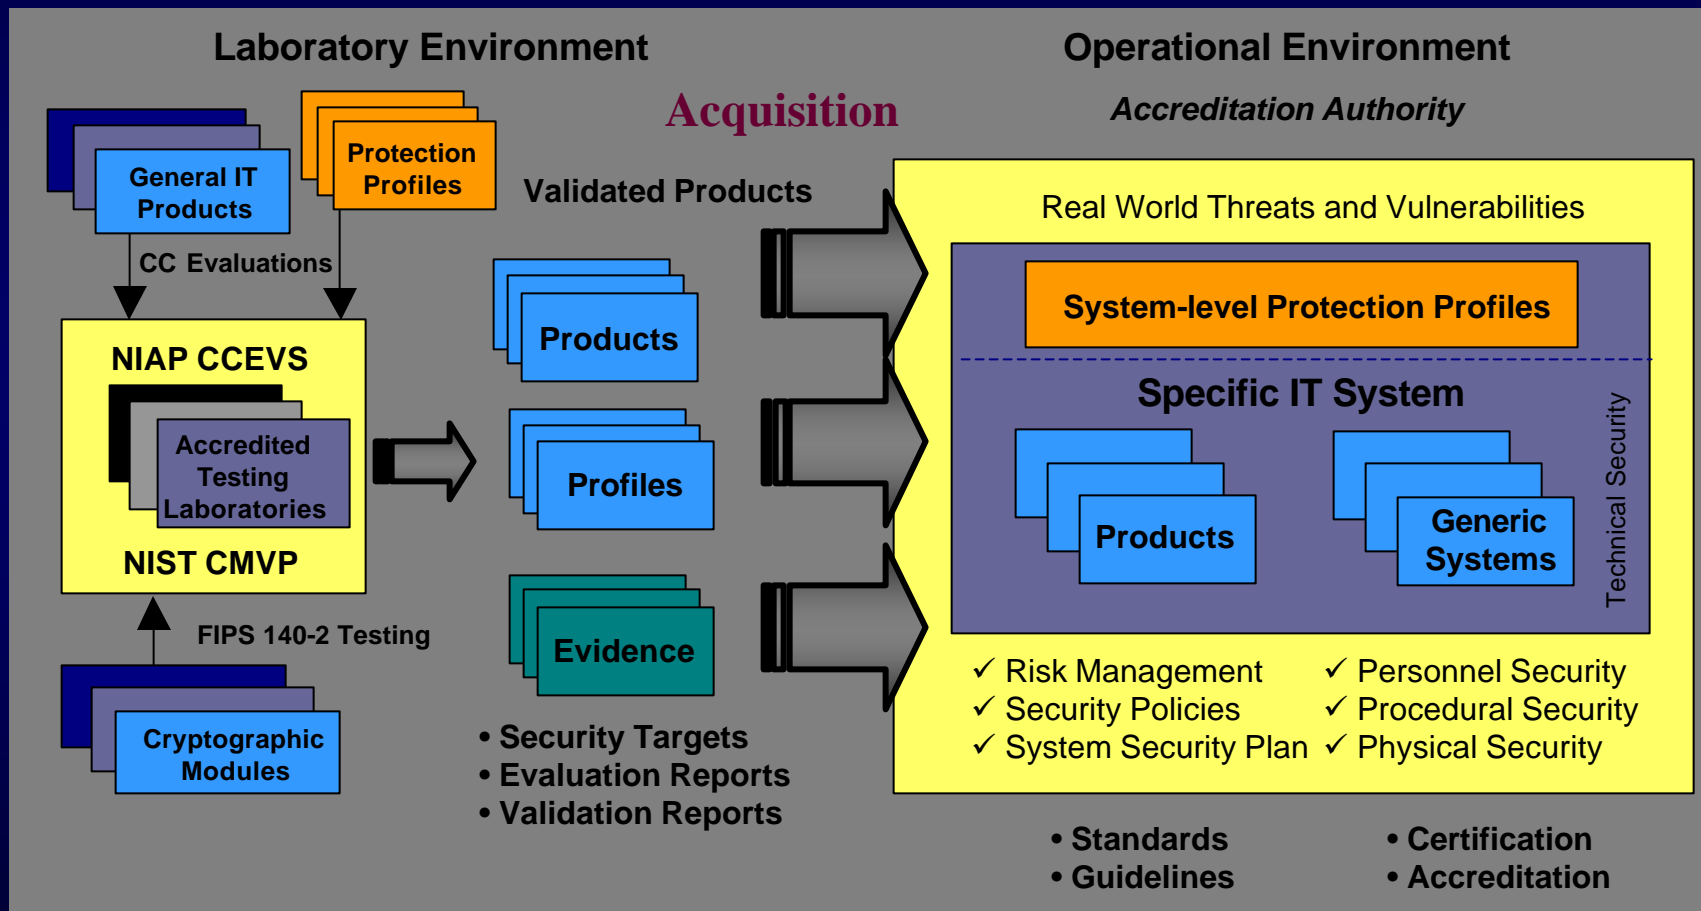 Laboratory Environment
Operational Environment
Acquisition
Accreditation Authority
General IT
Products
Protection
Profiles
CC Evaluations
NIAP CCEVS
Accredited
Testing
Laboratories
NIST CMVP
FIPS 140-2 Testing
Cryptographic
Modules
Validated Products
Products
Profiles
Evidence
• Security Targets
• Evaluation Reports
• Validation Reports
Real World Threats and Vulnerabilities
System-level Protection Profiles
Specific IT System
Products
Generic
Systems
Technical Security
✓ Risk Management
✓ Security Policies
✓ System Security Plan
✓ Personnel Security
✓ Procedural Security
✓ Physical Security
• Standards
• Guidelines
• Certification
• Accreditation